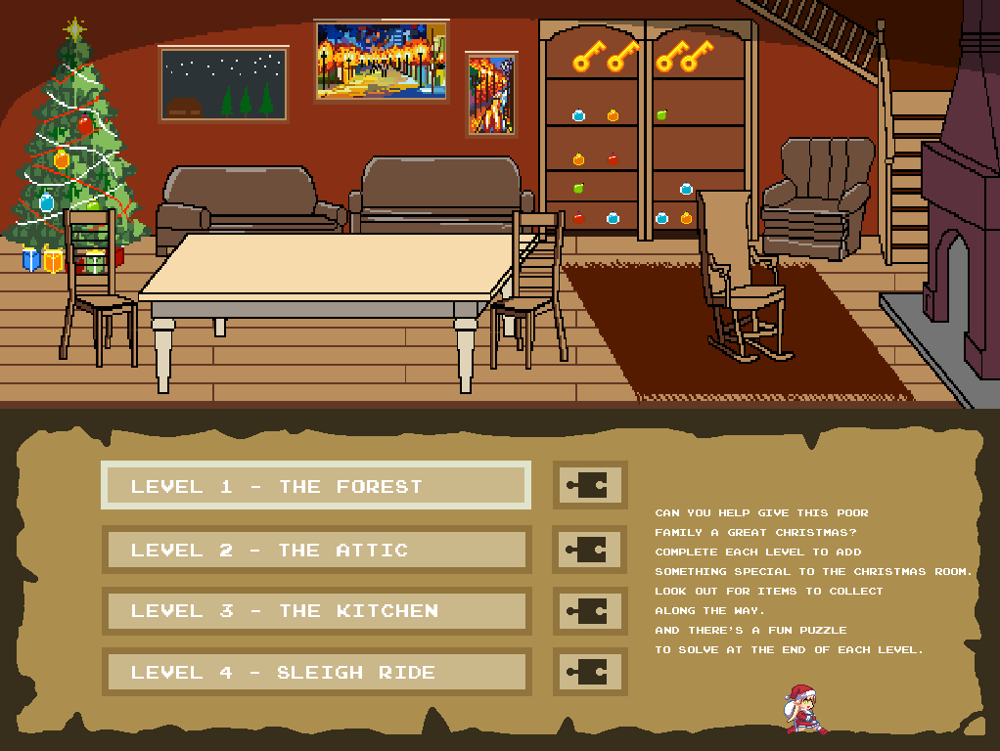 LEVEL 1 - THE FOREST
LEVEL 2 - THE ATTIC
LEVEL 3 - THE KITCHEN
LEVEL 4 - SLEIGH RIDE
CAN YOU HELP GIVE THIS POOR
FAMILY A GREAT CHRISTMAS?
COMPLETE EACH LEVEL TO ADD
SOMETHING SPECIAL TO THE CHRISTMAS ROOM.
LOOK OUT FOR ITEMS TO COLLECT
ALONG THE WAY.
AND THERE'S A FUN PUZZLE
TO SOLVE AT THE END OF EACH LEVEL.